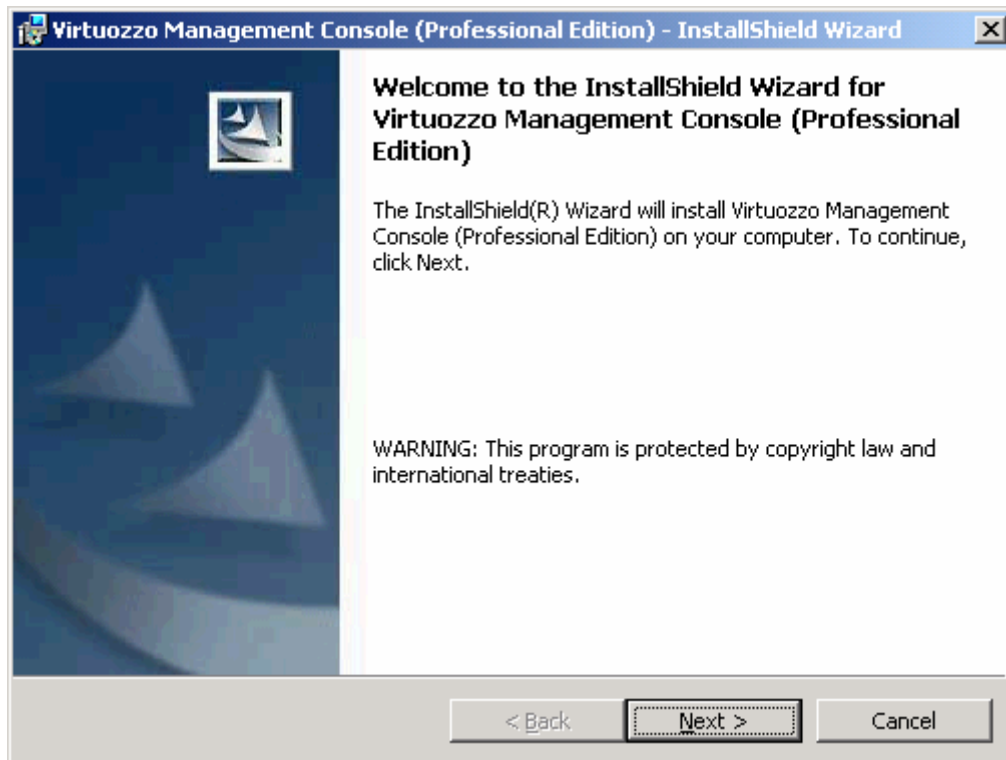 Virtuozzo Management Console (Professional Edition) - InstallShield Wizard
Welcome to the InstallShield Wizard for
Virtuozzo Management Console (Professional
Edition)
The InstallShield(R) Wizard will install Virtuozzo Management
Console (Professional Edition) on your computer. To continue,
click Next.
WARNING: This program is protected by copyright law and
international treaties.
< Back Next > Cancel